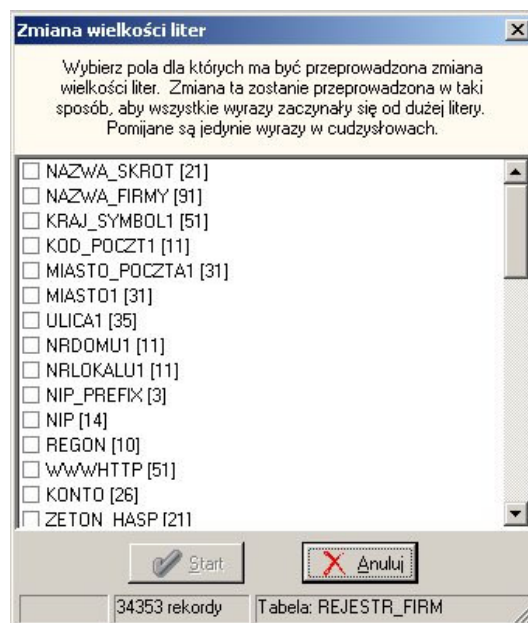 Zmiana wielkości liter
Wybierz pola dla których ma być przeprowadzona zmiana
wielkości liter. Zmiana ta zostanie przeprowadzona w taki
sposób, aby wszystkie wyrazy zaczynały się od dużej litery.
Pomijane są jedynie wyrazy w cudzysłowach.
NAZWA_SKROT [21]
NAZWA_FIRMY [91]
KRAJ_SYMBOL1 [51]
KOD_POCZT1 [11]
MIASTO_POCZTA1 [31]
MIASTO1 [31]
ULICA1 [35]
NRDOMU1 [11]
NRLOKALU1 [11]
NIP_PREFIX [3]
NIP [14]
REGON [10]
WWWHTTP [51]
KONTO [26]
ZETON_HASP [21]
Start
Anuluj
34353 rekordy
Tabela: REJESTR_FIRM